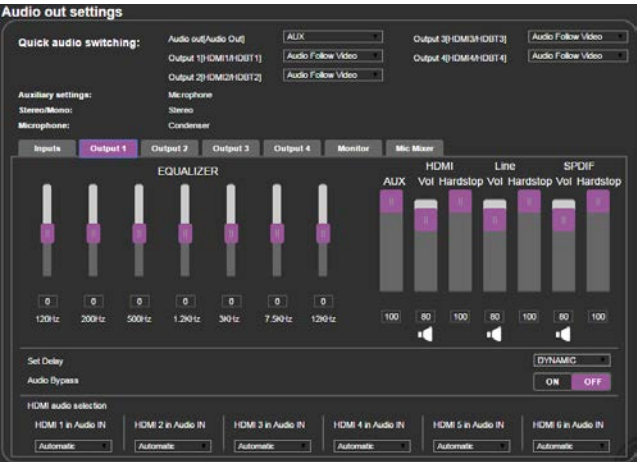 Audio out settings
Quick audio switching:
Audio out[Audio Out] AUX
Output 1[HDMI1/HDBT1] Audio Follow Video
Output 2[HDMI2/HDBT2] Audio Follow Video
Output 3[HDMI3/HDBT3] Audio Follow Video
Output 4[HDMI4/HDBT4] Audio Follow Video
Auxiliary settings: Microphone
Stereo/Mono: Stereo
Microphone: Condenser
Inputs Output 1 Output 2 Output 3 Output 4 Monitor Mic Mixer
EQUALIZER
HDMI Line SPDIF
AUX Vol Hardstop Vol Hardstop Vol Hardstop
0 0 0 0 0 0 0
120Hz 200Hz 500Hz 1.2KHz 3KHz 7.5KHz 12KHz
100 80 100 80 100 80 100
Set Delay DYNAMIC
Audio Bypass ON OFF
HDMI audio selection
HDMI 1 in Audio IN HDMI 2 in Audio IN HDMI 3 in Audio IN HDMI 4 in Audio IN HDMI 5 in Audio IN HDMI 6 in Audio IN
Automatic Automatic Automatic Automatic Automatic Automatic